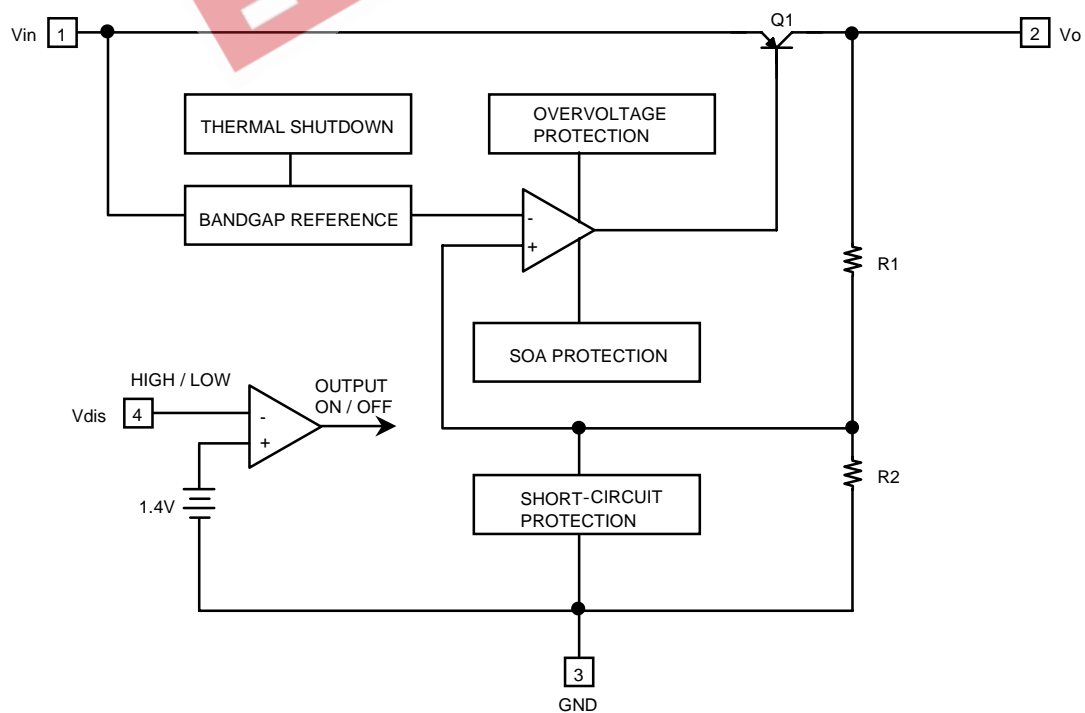 Q1
Vin 1
2 Vo
THERMAL SHUTDOWN
OVERVOLTAGE
PROTECTION
BANDGAP REFERENCE
-
+
R1
SOA PROTECTION
HIGH / LOW
OUTPUT
ON / OFF
Vdis 4
-
+
1.4V
R2
SHORT-CIRCUIT
PROTECTION
3
GND